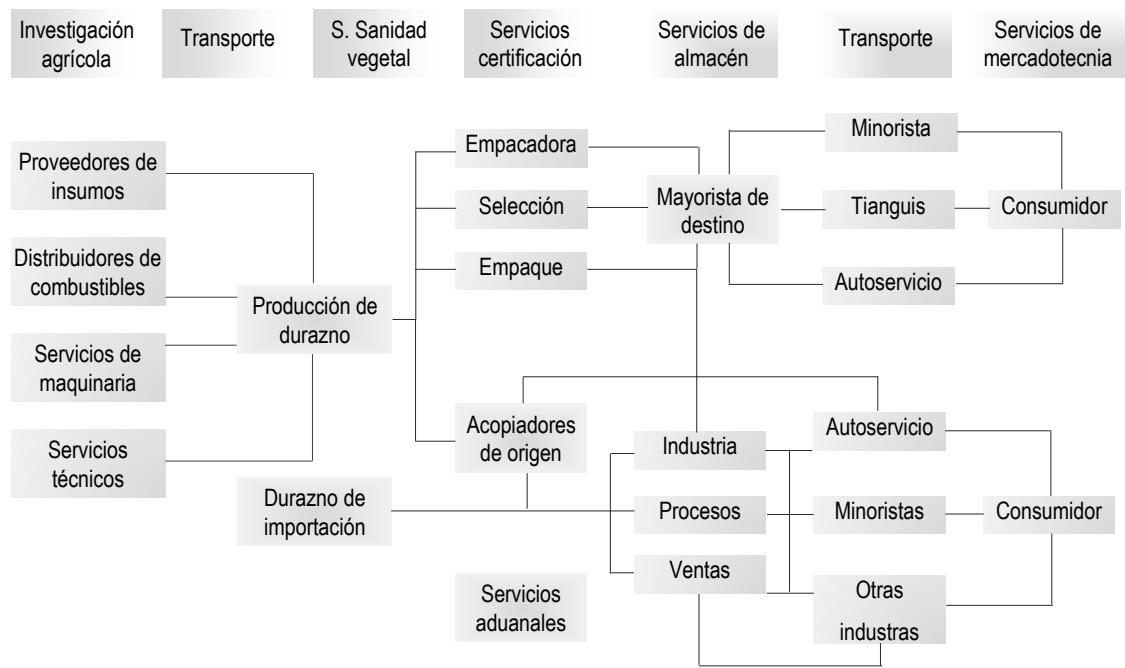 Investigación
agrícola
Transporte
S. Sanidad
vegetal
Servicios
certificación
Servicios de
almacén
Transporte
Servicios de
mercadotecnia
Proveedores de
insumos
Distribuidores de
combustibles
Servicios de
maquinaria
Servicios
técnicos
Producción de
durazno
Durazno de
importación
Empacadora
Selección
Empaque
Acopiadores
de origen
Servicios
aduanales
Mayorista de
destino
Industria
Procesos
Ventas
Minorista
Tianguis
Autoservicio
Autoservicio
Minoristas
Otras
industras
Consumidor
Consumidor